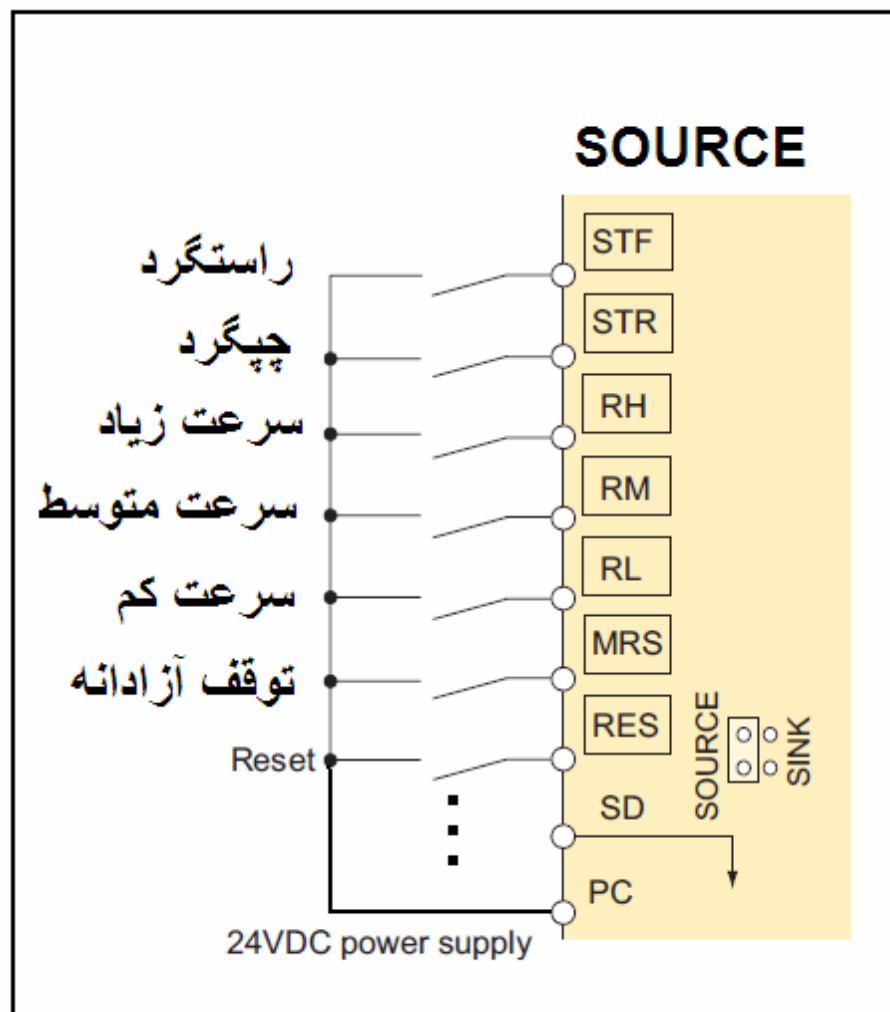 SOURCE
STF
راستگرد
STR
چپگرد
RH
سرعت زیاد
RM
سرعت متوسط
RL
سرعت کم
MRS
توقف آزادانه
RES
Reset
SOURCE
SINK
SD
PC
24VDC power supply